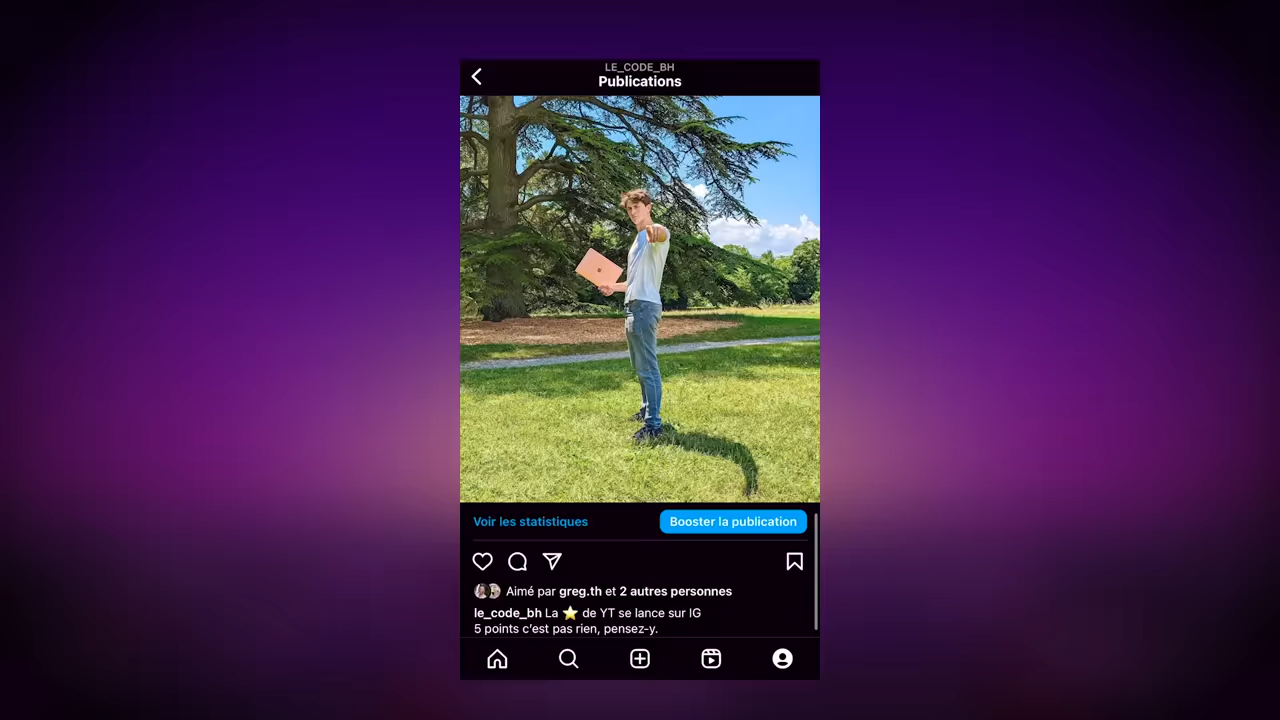 LE_CODE_BH
Publications
Voir les statistiques
Booster la publication
Aimé par greg.th et 2 autres personnes
le_code_bh La ⭐ de YT se lance sur IG
5 points c’est pas rien, pensez-y.